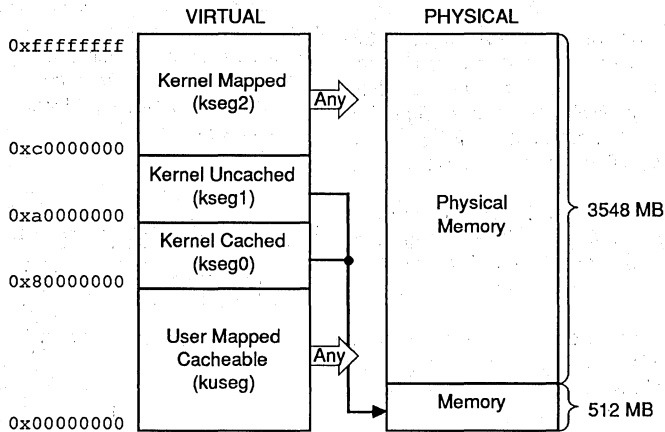 VIRTUAL PHYSICAL
0xffffffff
Kernel Mapped
(kseg2)
Any
0xc0000000
Kernel Uncached
(kseg1)
0xa0000000
Kernel Cached
(kseg0)
0x80000000
User Mapped
Cacheable
(kuseg)
Any
0x00000000
Physical
Memory
3548 MB
Memory
512 MB